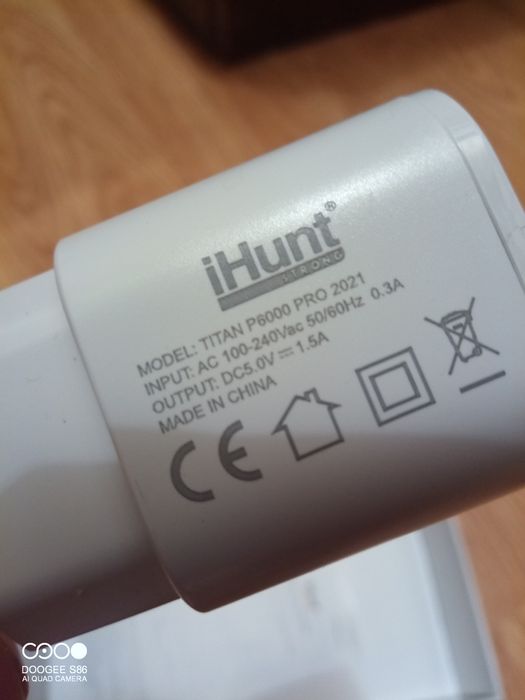 iHunt®
STRONG
MODEL: TITAN P6000 PRO 2021
INPUT: AC 100-240Vac 50/60Hz 0.3A
OUTPUT: DC5.0V ⎓ 1.5A
MADE IN CHINA
CE
DOOGEE S86
AI QUAD CAMERA